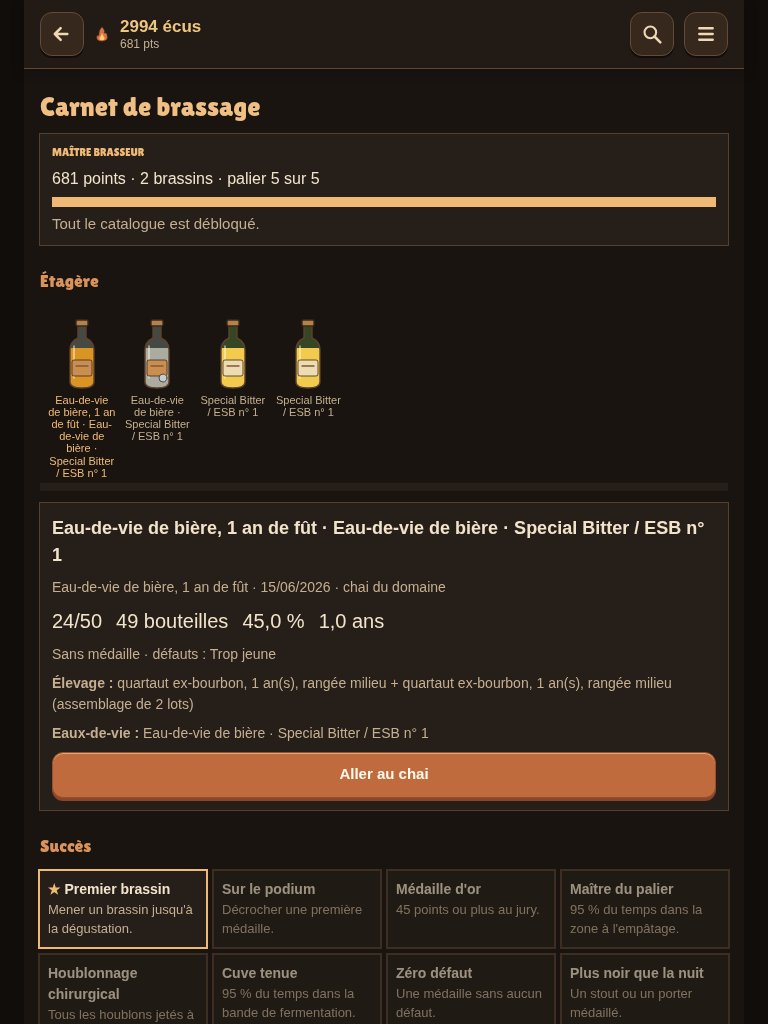 2994 écus
681 pts
Carnet de brassage
MAÎTRE BRASSEUR
681 points · 2 brassins · palier 5 sur 5
Tout le catalogue est débloqué.
Étagère
Eau-de-vie
de bière, 1 an
de fût · Eau-
de-vie de
bière ·
Special Bitter
/ ESB n° 1
Eau-de-vie
de bière ·
Special Bitter
/ ESB n° 1
Special Bitter
/ ESB n° 1
Special Bitter
/ ESB n° 1
Eau-de-vie de bière, 1 an de fût · Eau-de-vie de bière · Special Bitter / ESB n°
1
Eau-de-vie de bière, 1 an de fût · 15/06/2026 · chai du domaine
24/50 49 bouteilles 45,0 % 1,0 ans
Sans médaille · défauts : Trop jeune
Élevage : quartaut ex-bourbon, 1 an(s), rangée milieu + quartaut ex-bourbon, 1 an(s), rangée milieu
(assemblage de 2 lots)
Eaux-de-vie : Eau-de-vie de bière · Special Bitter / ESB n° 1
Aller au chai
Succès
★ Premier brassin
Mener un brassin jusqu'à
la dégustation.
Sur le podium
Décrocher une première
médaille.
Médaille d'or
45 points ou plus au jury.
Maître du palier
95 % du temps dans la
zone à l'empâtage.
Houblonnage
chirurgical
Tous les houblons jetés à
Cuve tenue
95 % du temps dans la
bande de fermentation.
Zéro défaut
Une médaille sans aucun
défaut.
Plus noir que la nuit
Un stout ou un porter
médaillé.